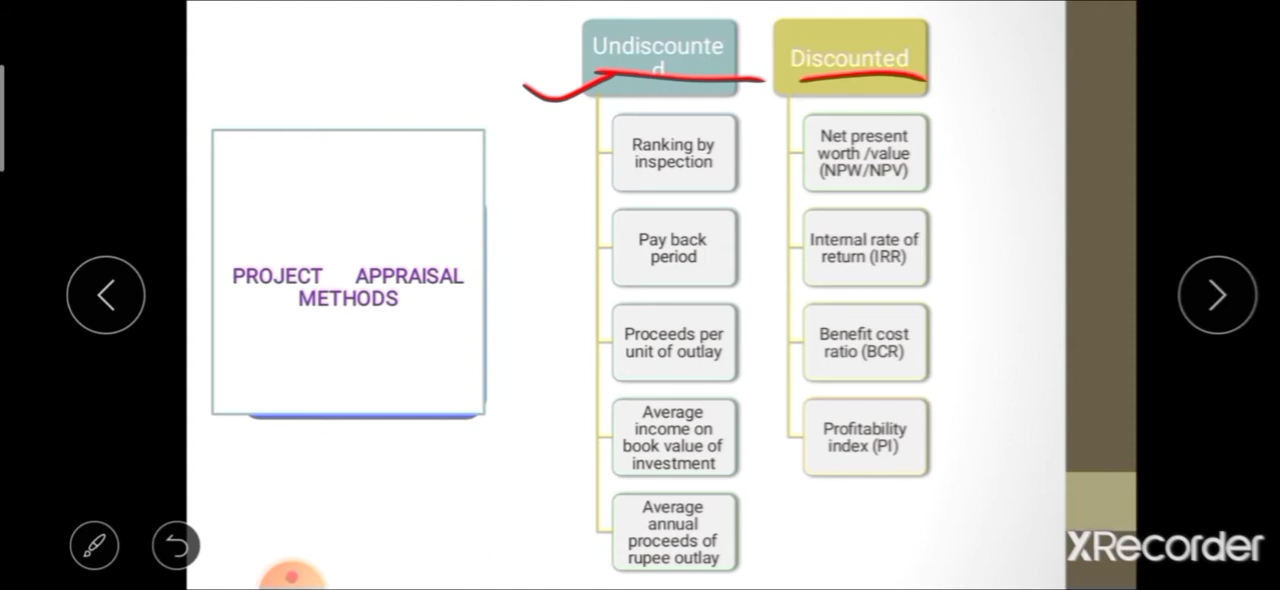 PROJECT APPRAISAL
METHODS
Undiscounte
d
Ranking by
inspection
Pay back
period
Proceeds per
unit of outlay
Average
income on
book value of
investment
Average
annual
proceeds of
rupee outlay
Discounted
Net present
worth /value
(NPW/NPV)
Internal rate of
return (IRR)
Benefit cost
ratio (BCR)
Profitability
index (PI)
XRecorder